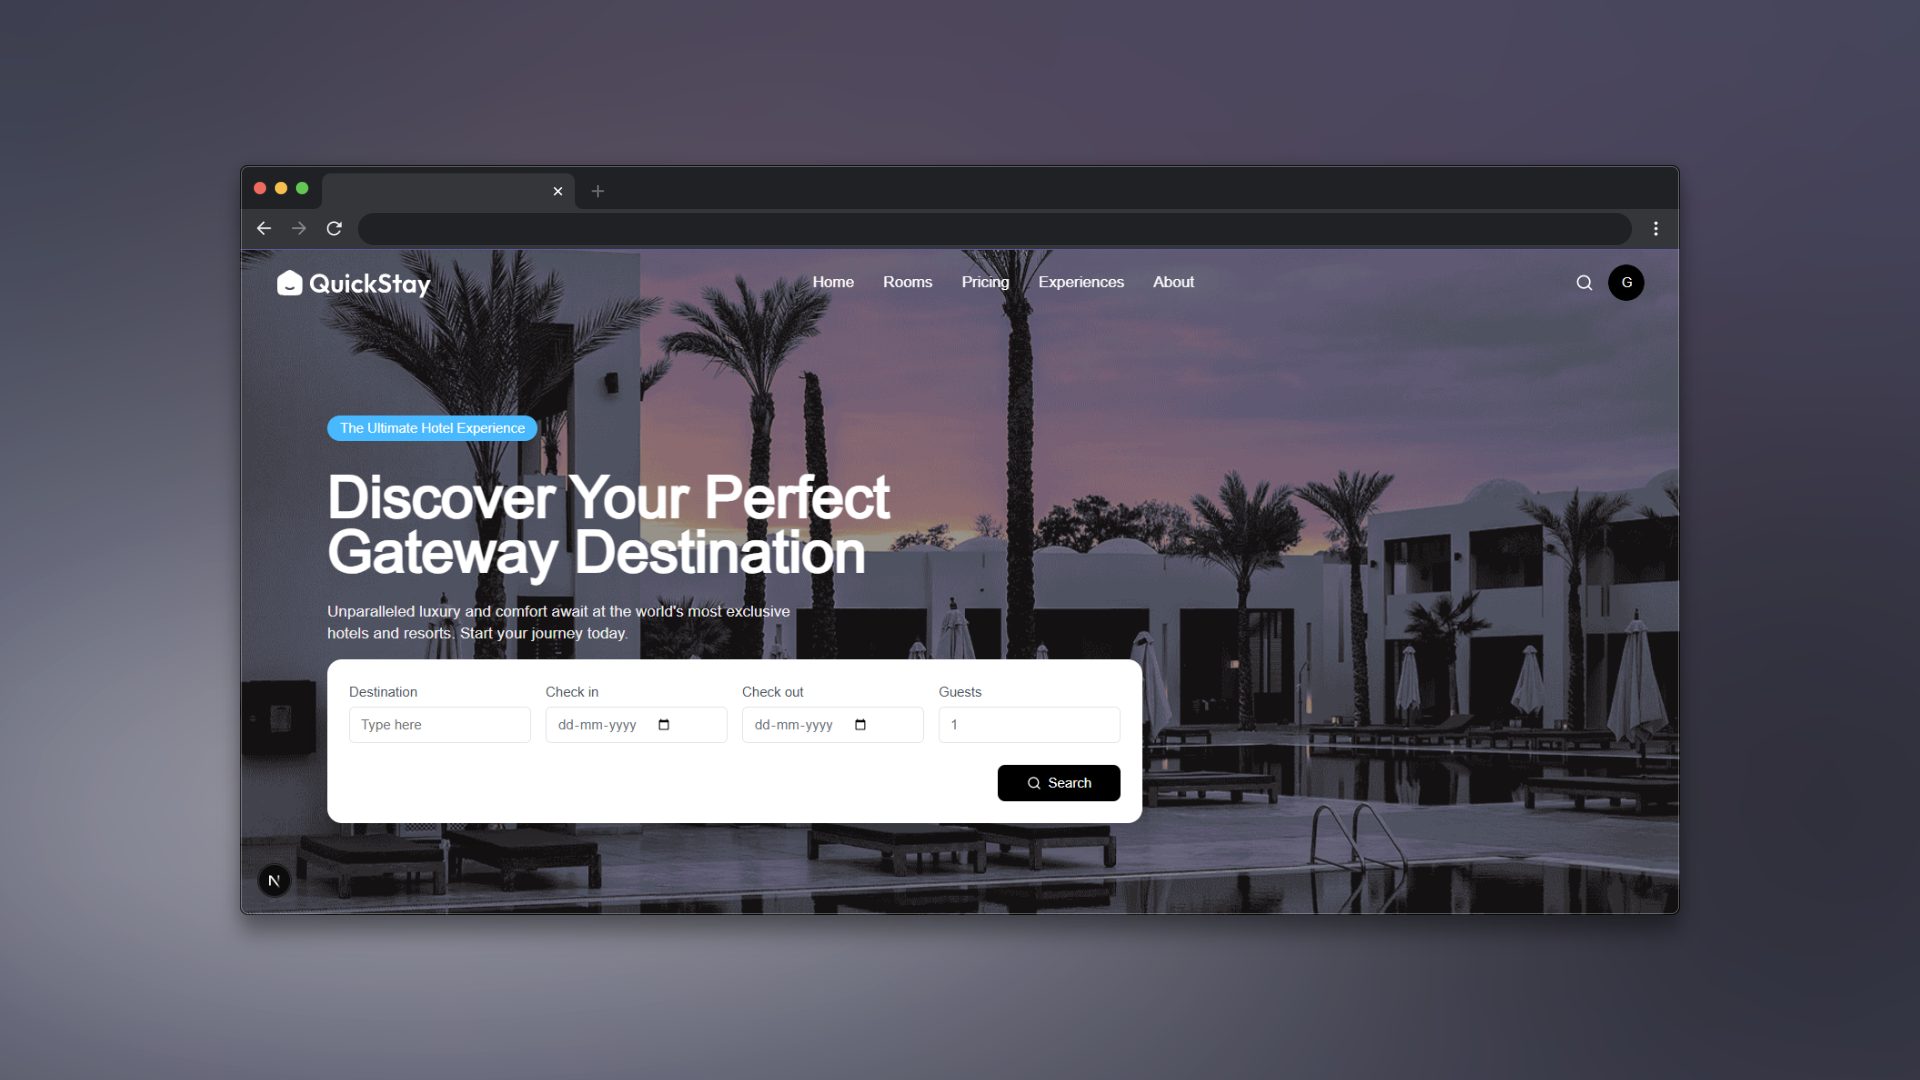 QuickStay
Home Rooms Pricing Experiences About
G
The Ultimate Hotel Experience
Discover Your Perfect
Gateway Destination
Unparalleled luxury and comfort await at the world's most exclusive
hotels and resorts. Start your journey today.
Destination Check in Check out Guests
Type here dd-mm-yyyy dd-mm-yyyy 1
Search
N